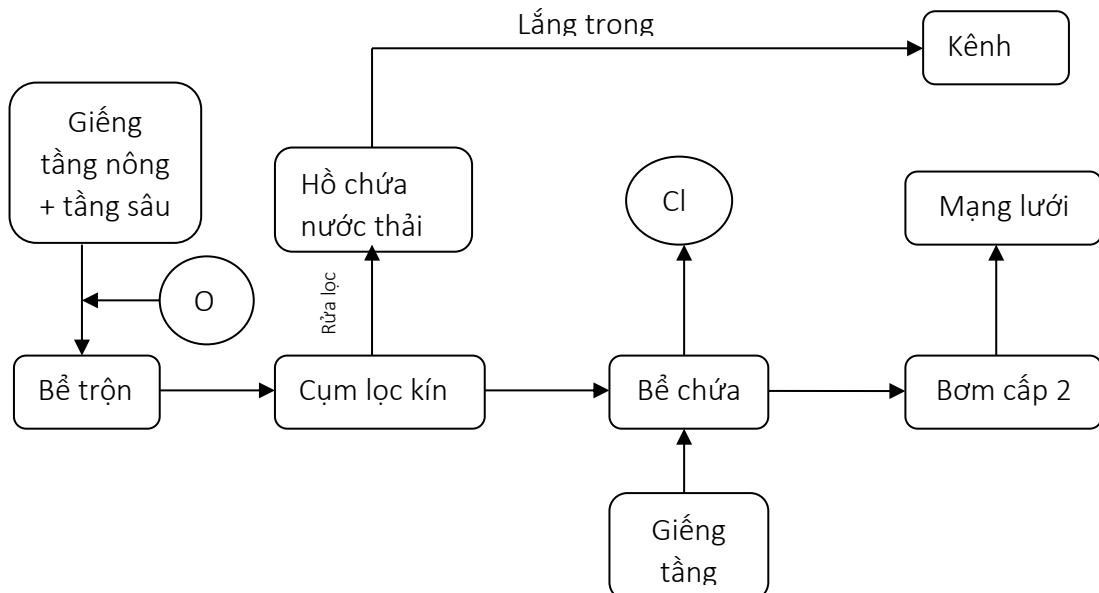 Lắng trong
Kênh
Giếng
tầng nông
+ tầng sâu
Hồ chứa
nước thải
Cl
Mạng lưới
O
Rửa lọc
Bể trộn
Cụm lọc kín
Bể chứa
Bơm cấp 2
Giếng
tầng